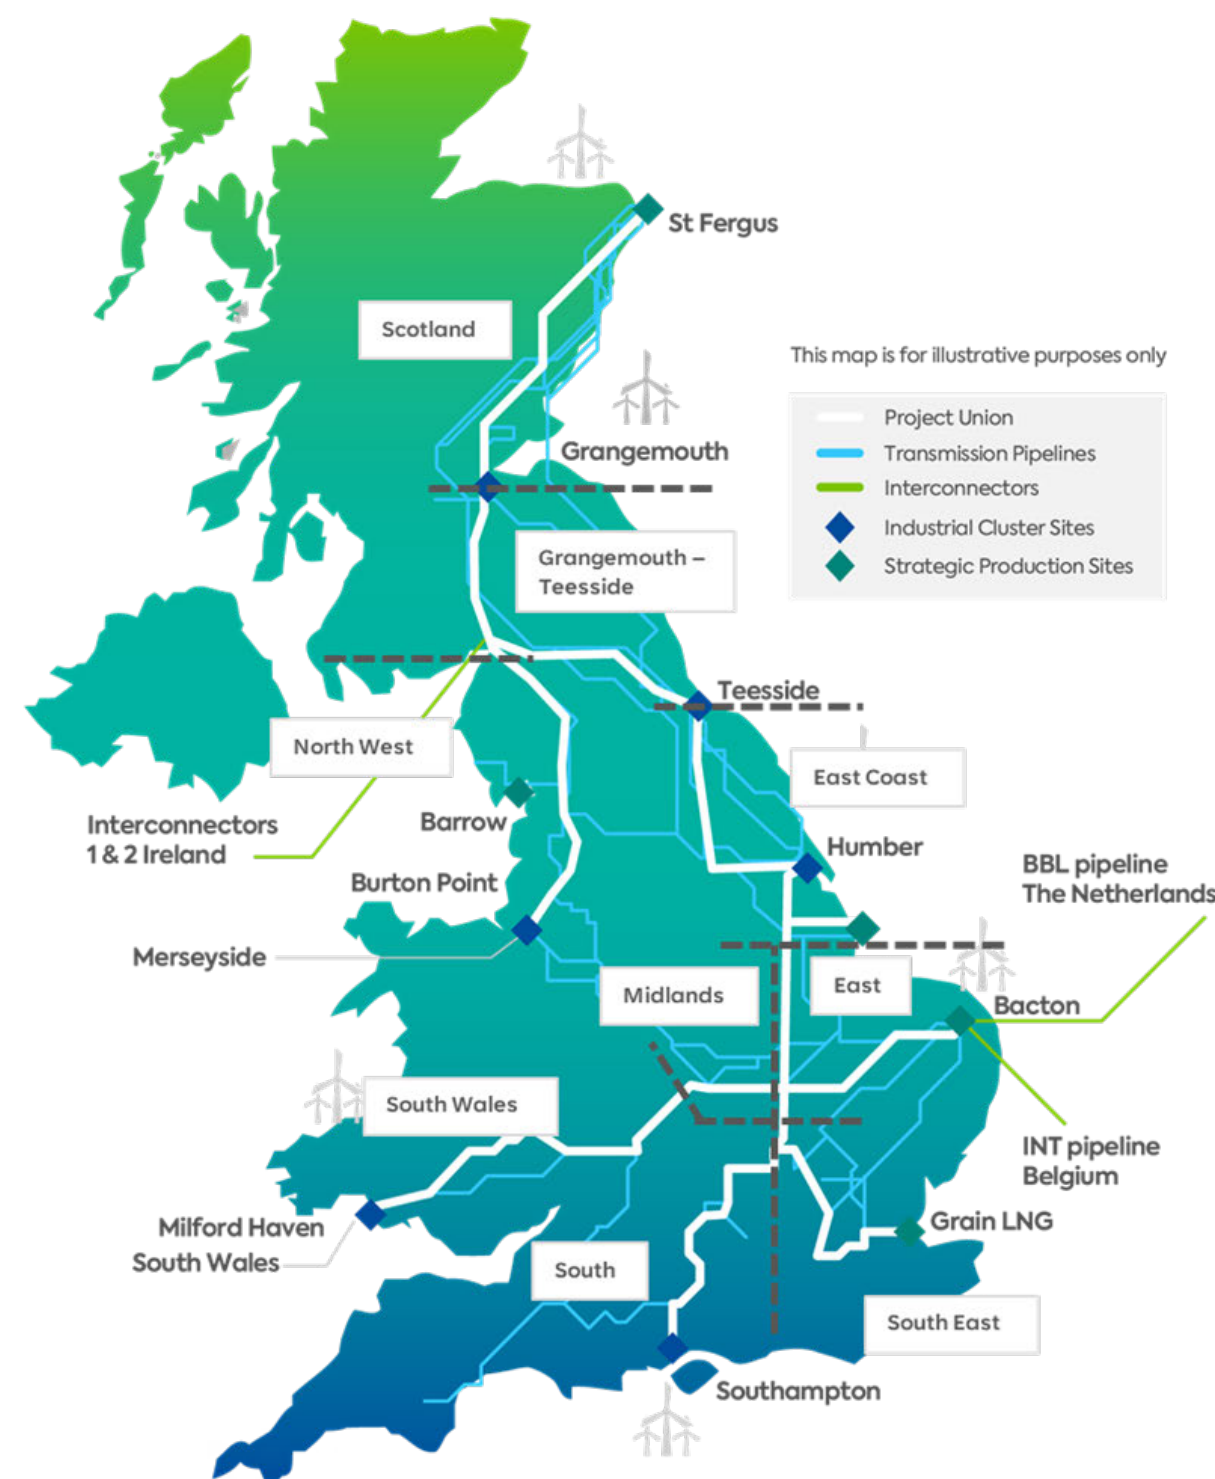 St Fergus
Scotland
This map is for illustrative purposes only
Project Union
Transmission Pipelines
Interconnectors
Industrial Cluster Sites
Strategic Production Sites
Grangemouth
Grangemouth –
Teesside
Teesside
North West
East Coast
Interconnectors
1 & 2 Ireland
Barrow
Humber
Burton Point
BBL pipeline
The Netherlands
Merseyside
Midlands
East
Bacton
South Wales
INT pipeline
Belgium
Milford Haven
South Wales
Grain LNG
South
South East
Southampton